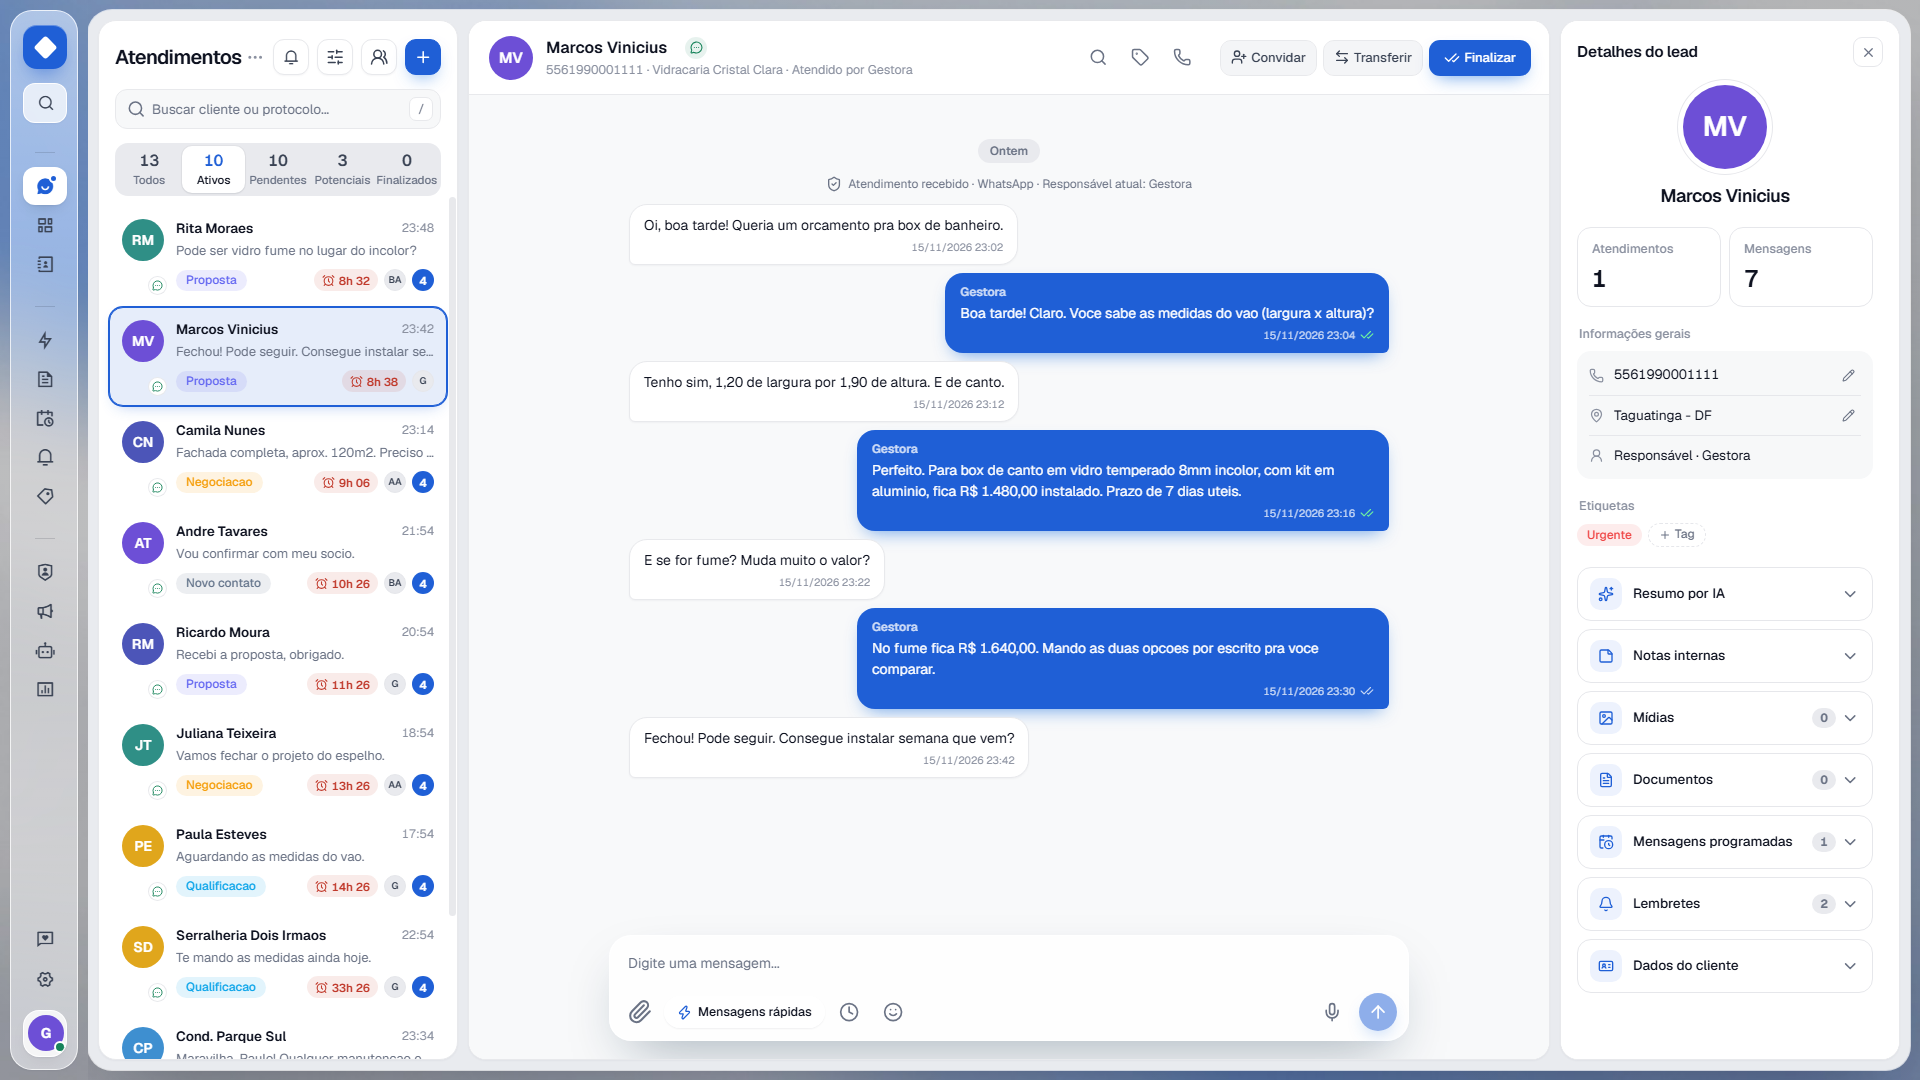 Atendimentos
Buscar cliente ou protocolo...
/
13
Todos
10
Ativos
10
Pendentes
3
Potenciais
0
Finalizados
RM
Rita Moraes
23:48
Pode ser vidro fume no lugar do incolor?
Proposta
8h 32
BA
4
MV
Marcos Vinicius
23:42
Fechou! Pode seguir. Consegue instalar se...
Proposta
8h 38
G
CN
Camila Nunes
23:14
Fachada completa, aprox. 120m2. Preciso ...
Negociacao
9h 06
AA
4
AT
Andre Tavares
21:54
Vou confirmar com meu socio.
Novo contato
10h 26
BA
4
RM
Ricardo Moura
20:54
Recebi a proposta, obrigado.
Proposta
11h 26
G
4
JT
Juliana Teixeira
18:54
Vamos fechar o projeto do espelho.
Negociacao
13h 26
AA
4
PE
Paula Esteves
17:54
Aguardando as medidas do vao.
Qualificacao
14h 26
G
4
SD
Serralheria Dois Irmaos
22:54
Te mando as medidas ainda hoje.
Qualificacao
33h 26
G
4
CP
Cond. Parque Sul
23:34
Maravilha, Paulo! Qualquer manutencao e
G
MV
Marcos Vinicius
5561990001111 · Vidracaria Cristal Clara · Atendido por Gestora
Convidar
Transferir
Finalizar
Ontem
Atendimento recebido · WhatsApp · Responsável atual: Gestora
Oi, boa tarde! Queria um orcamento pra box de banheiro.
15/11/2026 23:02
Gestora
Boa tarde! Claro. Voce sabe as medidas do vao (largura x altura)?
15/11/2026 23:04
Tenho sim, 1,20 de largura por 1,90 de altura. E de canto.
15/11/2026 23:12
Gestora
Perfeito. Para box de canto em vidro temperado 8mm incolor, com kit em
aluminio, fica R$ 1.480,00 instalado. Prazo de 7 dias uteis.
15/11/2026 23:16
E se for fume? Muda muito o valor?
15/11/2026 23:22
Gestora
No fume fica R$ 1.640,00. Mando as duas opcoes por escrito pra voce
comparar.
15/11/2026 23:30
Fechou! Pode seguir. Consegue instalar semana que vem?
15/11/2026 23:42
Digite uma mensagem...
Mensagens rápidas
Detalhes do lead
MV
Marcos Vinicius
Atendimentos
1
Mensagens
7
Informações gerais
5561990001111
Taguatinga - DF
Responsável · Gestora
Etiquetas
Urgente
+ Tag
Resumo por IA
Notas internas
Mídias
0
Documentos
0
Mensagens programadas
1
Lembretes
2
Dados do cliente